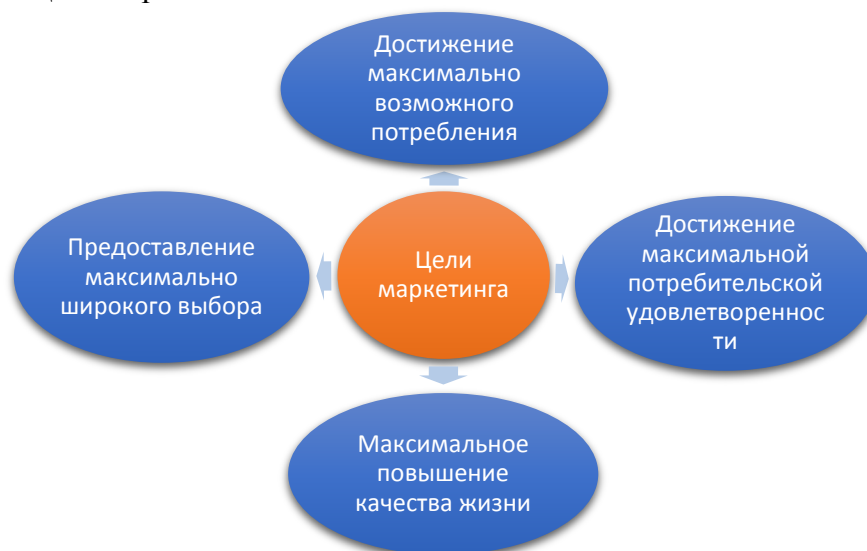 Достижение
максимально
возможного
потребления
Предоставление
максимально
широкого выбора
Цели
маркетинга
Достижение
максимальной
потребительской
удовлетвореннос
ти
Максимальное
повышение
качества жизни